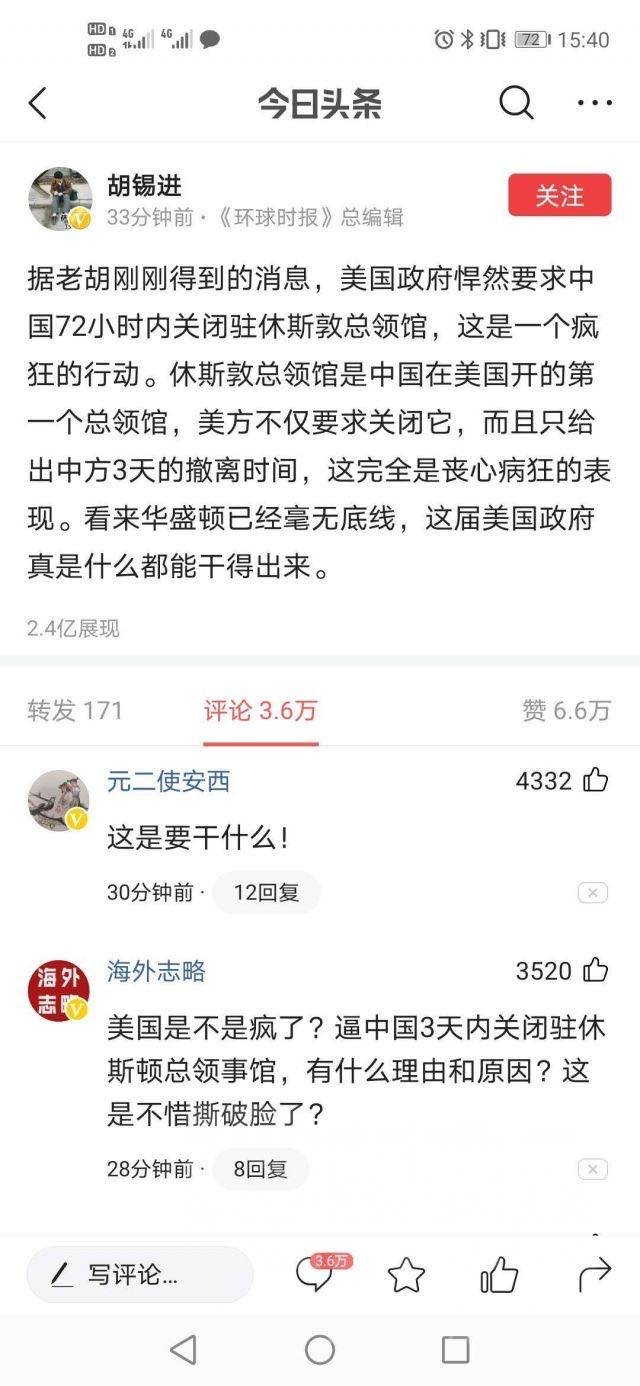 HD 1 4G 4G
HD 2
72 15:40
今日头条
胡锡进
33分钟前·《环球时报》总编辑
关注
据老胡刚刚得到的消息，美国政府悍然要求中
国72小时内关闭驻休斯敦总领馆，这是一个疯
狂的行动。休斯敦总领馆是中国在美国开的第
一个总领馆，美方不仅要求关闭它，而且只给
出中方3天的撤离时间，这完全是丧心病狂的表
现。看来华盛顿已经毫无底线，这届美国政府
真是什么都能干得出来。
2.4亿展现
转发 171 评论 3.6万 赞 6.6万
元二使安西 4332
这是要干什么！
30分钟前· 12回复
海外
志略
海外志略 3520
美国是不是疯了？逼中国3天内关闭驻休
斯顿总领事馆，有什么理由和原因？这
是不惜撕破脸了？
28分钟前· 8回复
写评论... 3.6万